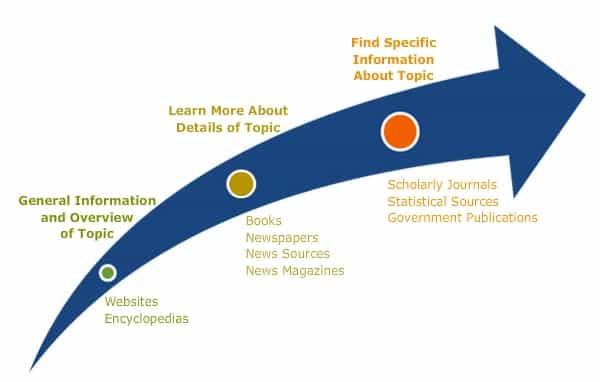 General Information
and Overview
of Topic
Websites
Encyclopedias
Learn More About
Details of Topic
Books
Newspapers
News Sources
News Magazines
Find Specific
Information
About Topic
Scholarly Journals
Statistical Sources
Government Publications